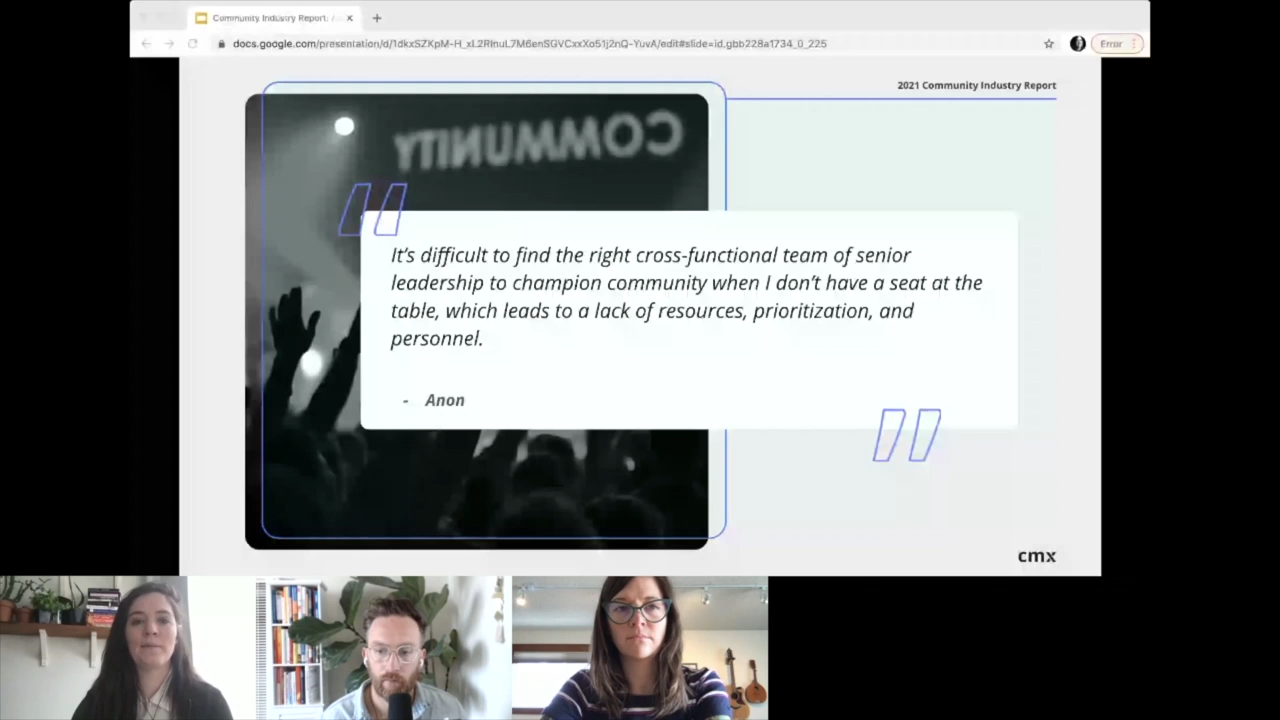 Community Industry Report:
docs.google.com/presentation/d/1dkxSZKpM-H_xL2RInuL7M6enSGVCxxXo51j2nQ-YuvA/edit#slide=id.gbb228a1734_0_225
Error
2021 Community Industry Report
COMMUNITY
It's difficult to find the right cross-functional team of senior
leadership to champion community when I don't have a seat at the
table, which leads to a lack of resources, prioritization, and
personnel.
- Anon
cmx